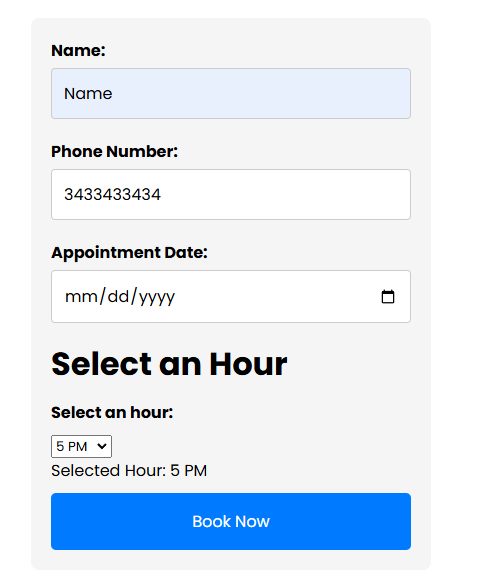 Name:
Name
Phone Number:
3433433434
Appointment Date:
mm/dd/yyyy
Select an Hour
Select an hour:
5 PM
Selected Hour: 5 PM
Book Now